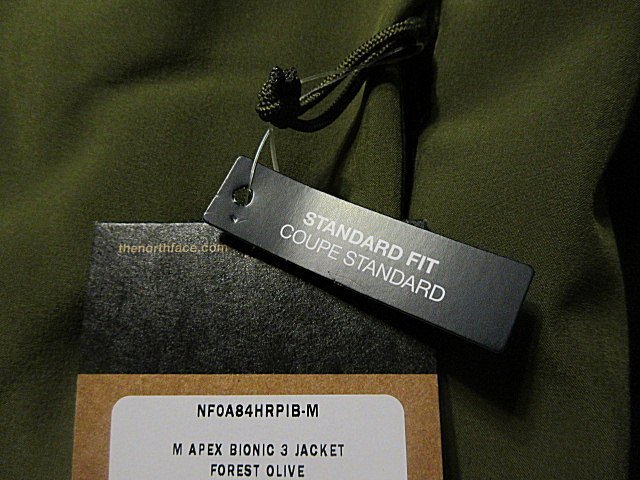 STANDARD FIT
COUPE STANDARD
thenorthface.com
NF0A84HRPIB-M
M APEX BIONIC 3 JACKET
FOREST OLIVE